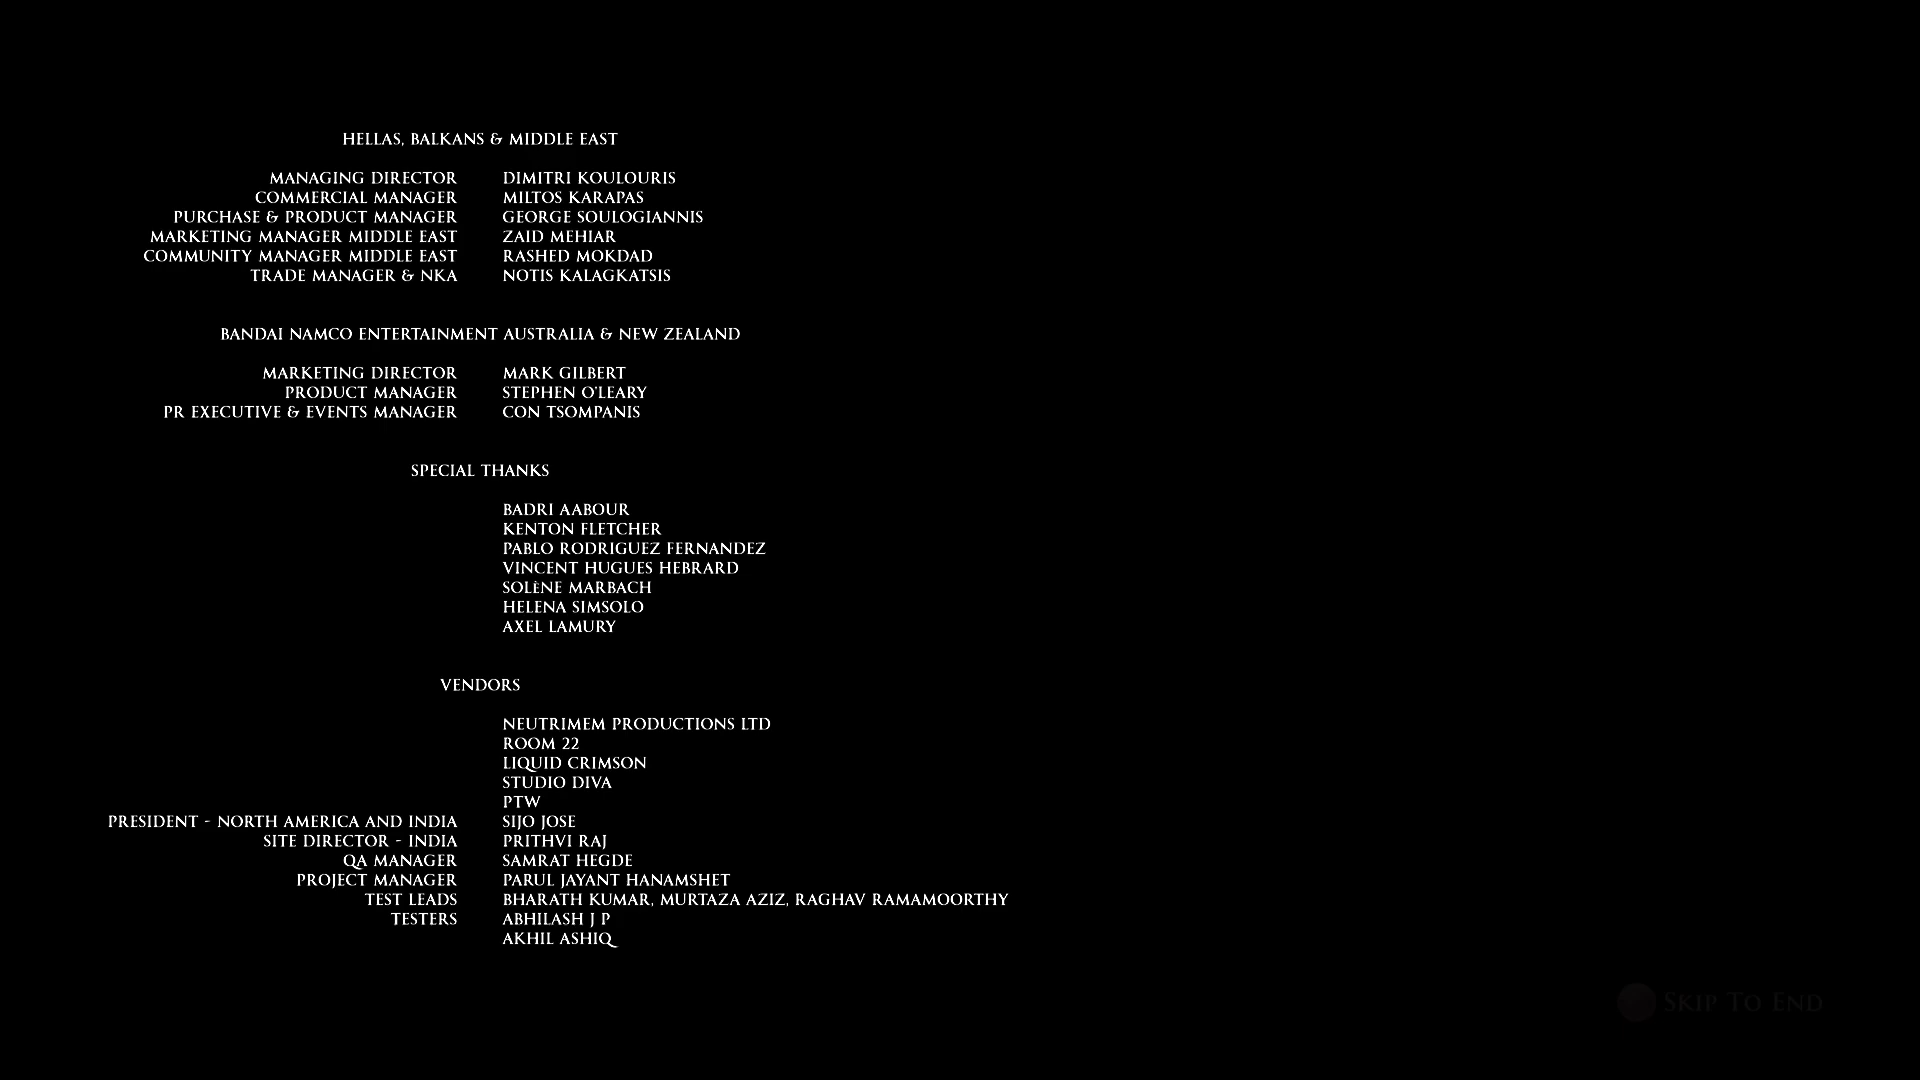 HELLAS, BALKANS & MIDDLE EAST
MANAGING DIRECTOR DIMITRI KOULOURIS
COMMERCIAL MANAGER MILTOS KARAPAS
PURCHASE & PRODUCT MANAGER GEORGE SOULOGIANNIS
MARKETING MANAGER MIDDLE EAST ZAID MEHIAR
COMMUNITY MANAGER MIDDLE EAST RASHED MOKDAD
TRADE MANAGER & NKA NOTIS KALAGKATSIS
BANDAI NAMCO ENTERTAINMENT AUSTRALIA & NEW ZEALAND
MARKETING DIRECTOR MARK GILBERT
PRODUCT MANAGER STEPHEN O'LEARY
PR EXECUTIVE & EVENTS MANAGER CON TSOMPANIS
SPECIAL THANKS
BADRI AABOUR
KENTON FLETCHER
PABLO RODRIGUEZ FERNANDEZ
VINCENT HUGUES HEBRARD
SOLÈNE MARBACH
HELENA SIMSOLO
AXEL LAMURY
VENDORS
NEUTRIMEM PRODUCTIONS LTD
ROOM 22
LIQUID CRIMSON
STUDIO DIVA
PTW
PRESIDENT - NORTH AMERICA AND INDIA SIJO JOSE
SITE DIRECTOR - INDIA PRITHVI RAJ
QA MANAGER SAMRAT HEGDE
PROJECT MANAGER PARUL JAYANT HANAMSHET
TEST LEADS BHARATH KUMAR, MURTAZA AZIZ, RAGHAV RAMAMOORTHY
TESTERS ABHILASH J P
AKHIL ASHIQ
SKIP TO END